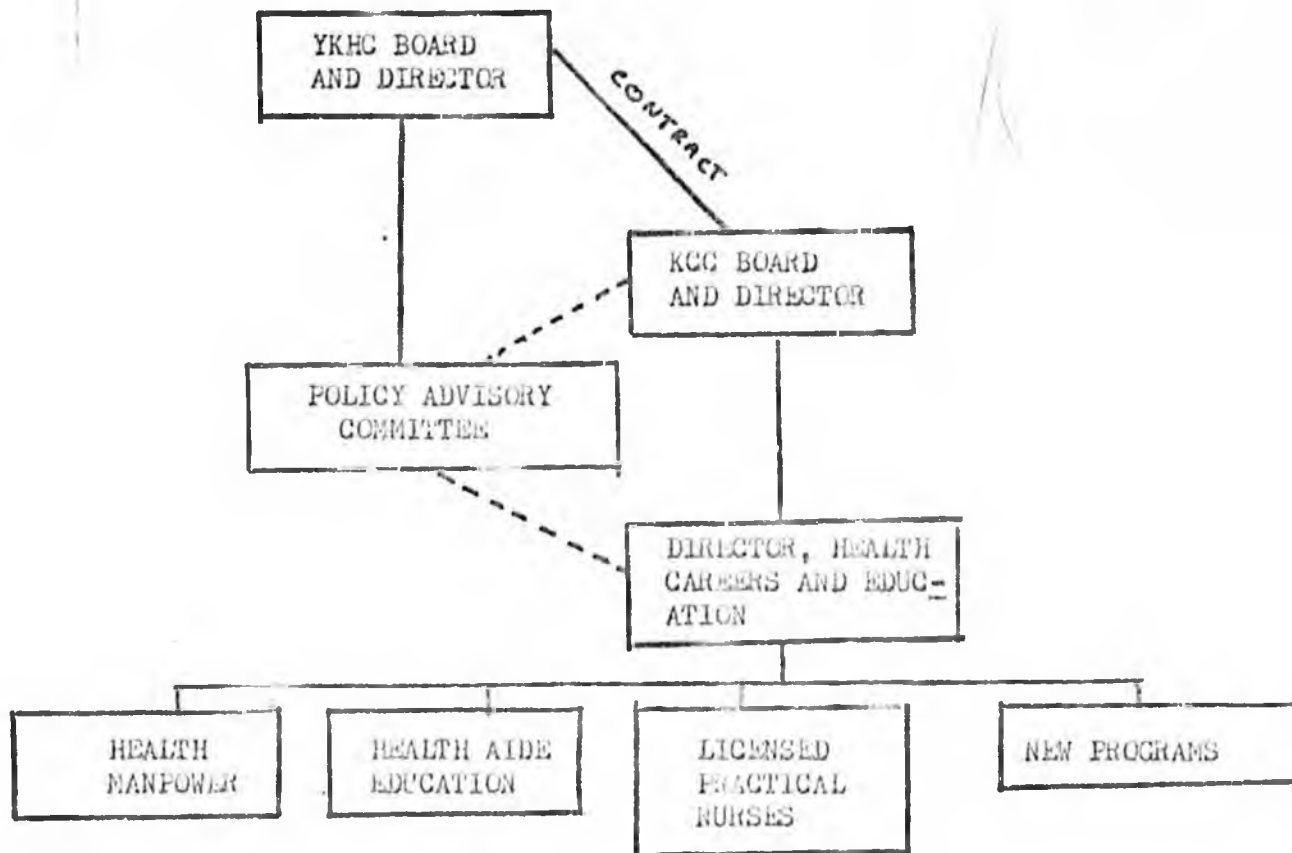 YKHC BOARD
AND DIRECTOR
CONTRACT
KCC BOARD
AND DIRECTOR
POLICY ADVISORY
COMMITTEE
DIRECTOR, HEALTH
CAREERS AND EDUC-
ATION
HEALTH
MANPOWER
HEALTH AIDE
EDUCATION
LICENSED
PRACTICAL
NURSES
NEW PROGRAMS